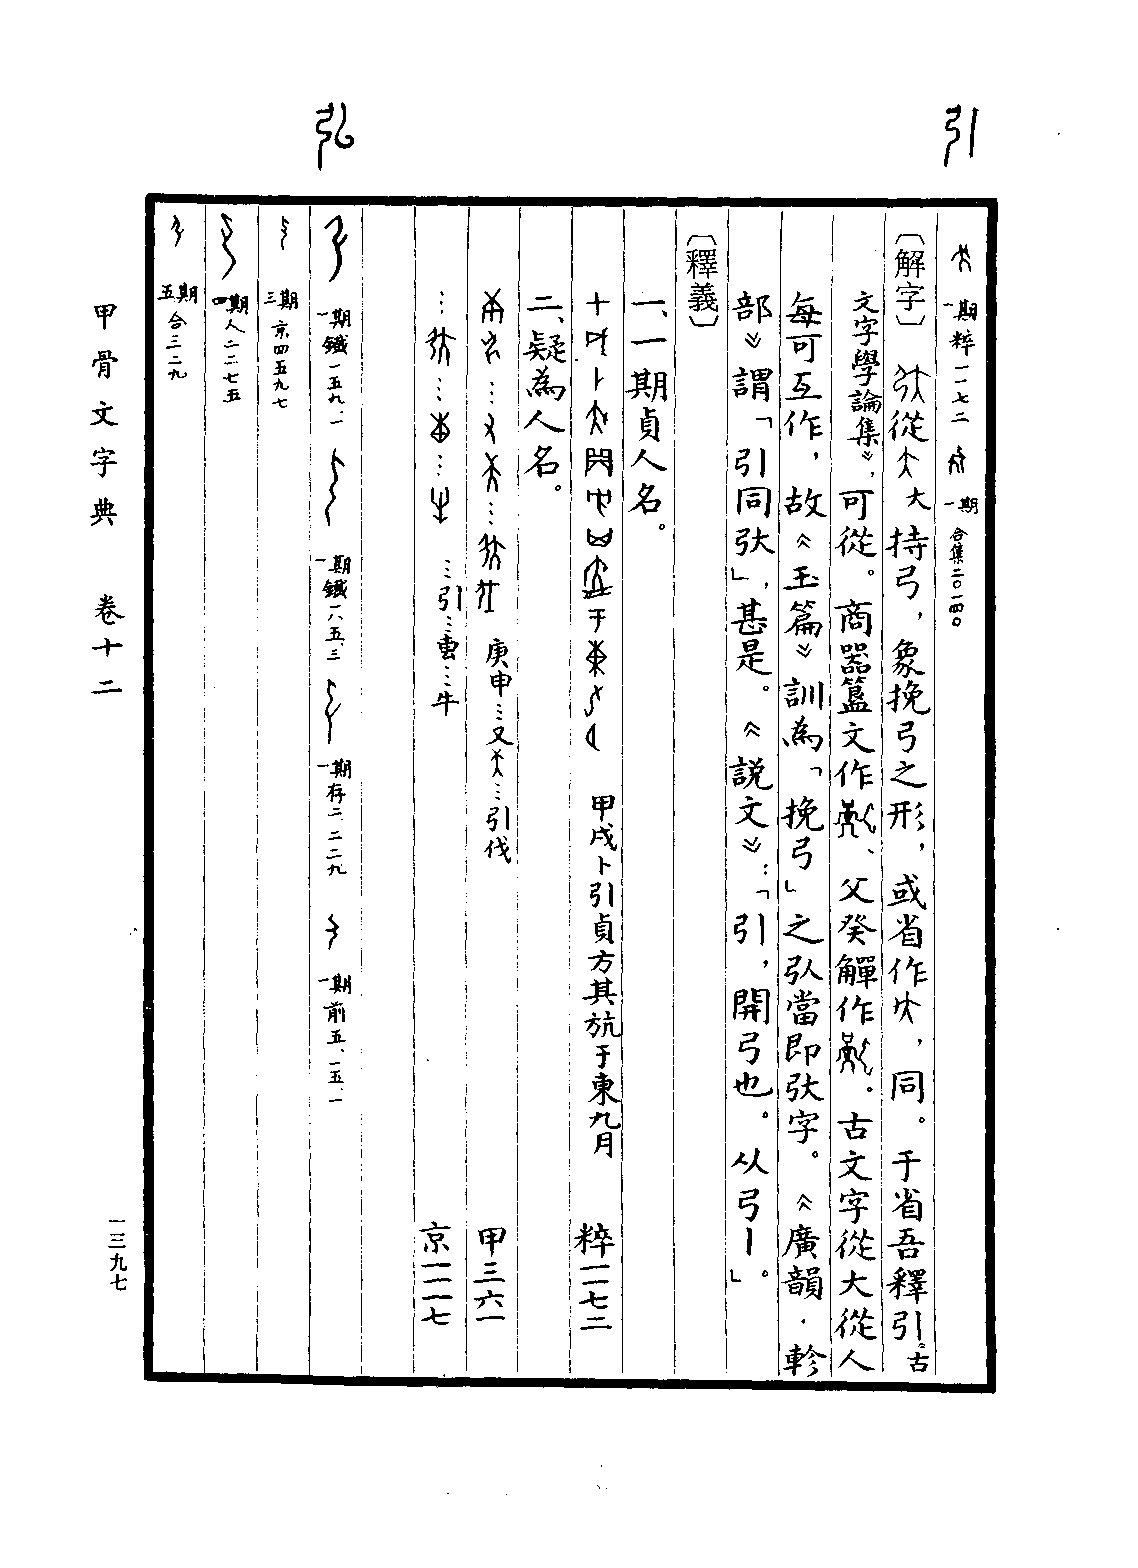 引
弘
一期 粹一一七二 一期 合集二〇一四〇
〔解字〕 从大持弓，象挽弓之形，或省作，同。于省吾釋引《古
文字學論集》，可從。商器簋文作、父癸觶作。古文字從大從人
每可互作，故《玉篇》訓為「挽弓」之弞當即㢤字。《廣韻·軫
部》謂「引同㢤」，甚是。《說文》：「引，開弓也。从弓丨。」
〔釋義〕
一、一期貞人名。
甲戌卜引貞方其㱿于東九月 粹一一七二
二、疑為人名。
庚申…又…引伐 甲三六一
…引…叀…牛 京一一一七
一期 鐵一五九、一 一期 鐵一八五、三 一期 存二、二二九 一期 前五、一五、一
三期 京四五九七
四期 人二二七五
五期 合三二九
甲骨文字典 卷十二
一三九七